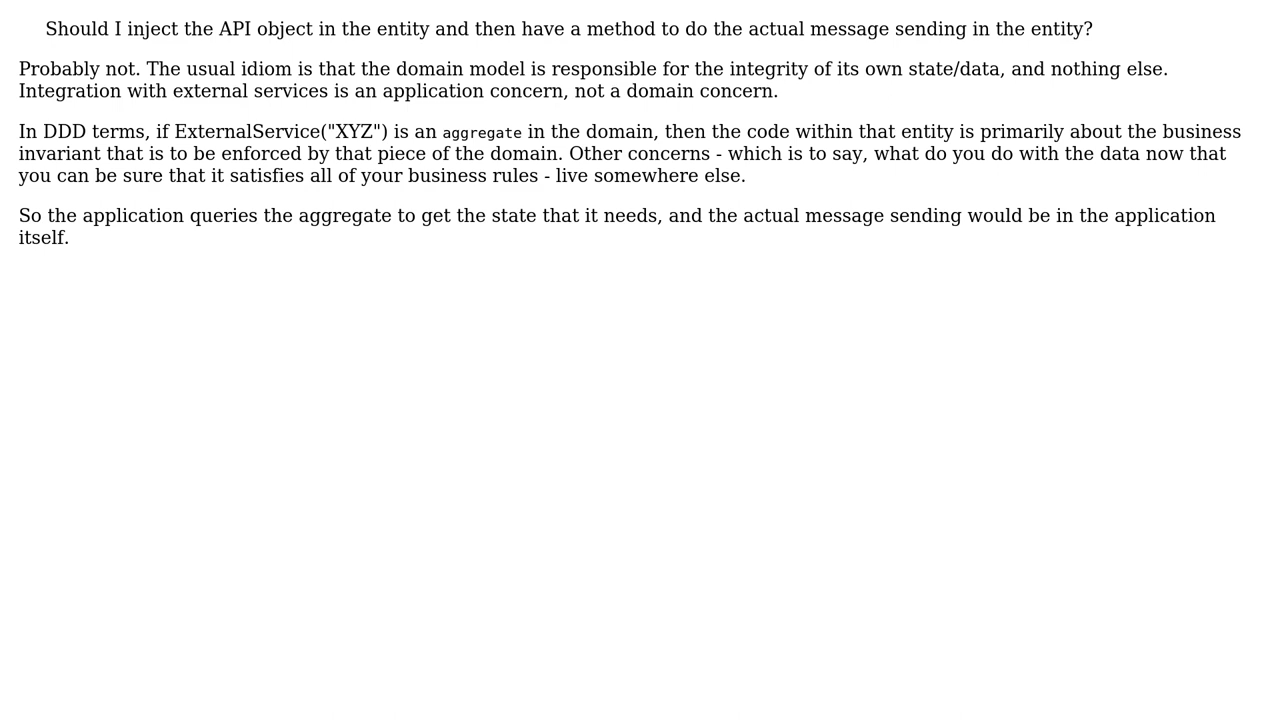 Should I inject the API object in the entity and then have a method to do the actual message sending in the entity?
Probably not. The usual idiom is that the domain model is responsible for the integrity of its own state/data, and nothing else.
Integration with external services is an application concern, not a domain concern.
In DDD terms, if ExternalService("XYZ") is an aggregate in the domain, then the code within that entity is primarily about the business
invariant that is to be enforced by that piece of the domain. Other concerns - which is to say, what do you do with the data now that
you can be sure that it satisfies all of your business rules - live somewhere else.
So the application queries the aggregate to get the state that it needs, and the actual message sending would be in the application
itself.